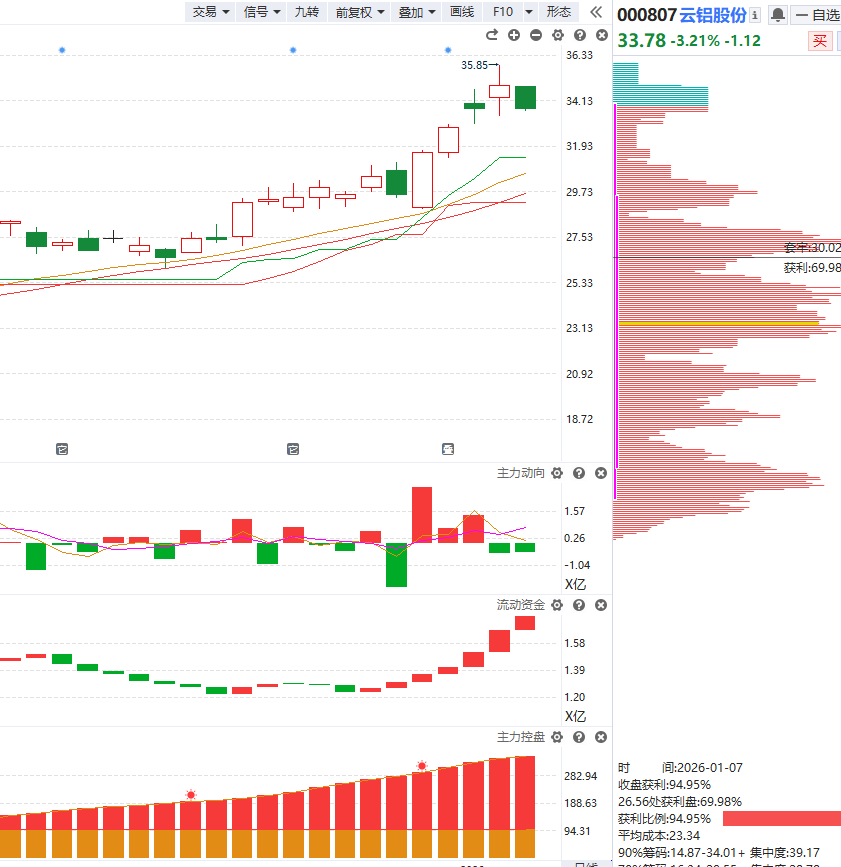 交易 信号 九转 前复权 叠加 画线 F10 形态
000807 云铝股份
自选
33.78 -3.21% -1.12
买
36.33
35.85
34.13
31.93
29.73
27.53
套牢:30.02
获利:69.98
25.33
23.13
20.92
18.72
主力动向
1.57
0.26
-1.04
X亿
流动资金
1.58
1.39
1.20
X亿
主力控盘
282.94
188.63
94.31
时 间:2026-01-07
收盘获利:94.95%
26.56处获利盘:69.98%
获利比例:94.95%
平均成本:23.34
90%筹码:14.87-34.01+ 集中度:39.17